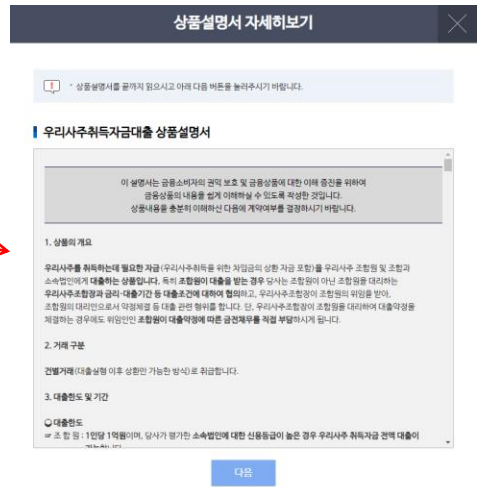 상품설명서 자세히보기
상품설명서를 끝까지 읽으시고 아래 다음 버튼을 눌러주시기 바랍니다.
우리사주취득자금대출 상품설명서
이 설명서는 금융소비자의 권익 보호 및 금융상품에 대한 이해 증진을 위하여
금융상품의 내용을 쉽게 이해하실 수 있도록 작성한 것입니다.
상품내용을 충분히 이해하신 다음에 계약여부를 결정하시기 바랍니다.
1. 상품의 개요
우리사주를 취득하는데 필요한 자금(우리사주취득을 위한 차입금의 상환 자금 포함)을 우리사주 조합원 및 조합과
소속법인에게 대출하는 상품입니다. 특히 조합원이 대출을 받는 경우 당사는 조합원이 아닌 조합원을 대리하는
우리사주조합장과 금리·대출기간 등 대출조건에 대하여 협의하고, 우리사주조합장이 조합원의 위임을 받아,
조합원의 대리인으로서 약정체결 등 대출 관련 행위를 합니다. 단, 우리사주조합장이 조합원을 대리하여 대출약정을
체결하는 경우에도 위임인인 조합원이 대출약정에 따른 금전채무를 직접 부담하시게 됩니다.
2. 거래 구분
건별거래(대출실행 이후 상환만 가능한 방식)로 취급합니다.
3. 대출한도 및 기간
대출한도
☞ 조 합 원 : 1인당 1억원이며, 당사가 평가한 소속법인에 대한 신용등급이 높은 경우 우리사주 취득자금 전액 대출이
다음